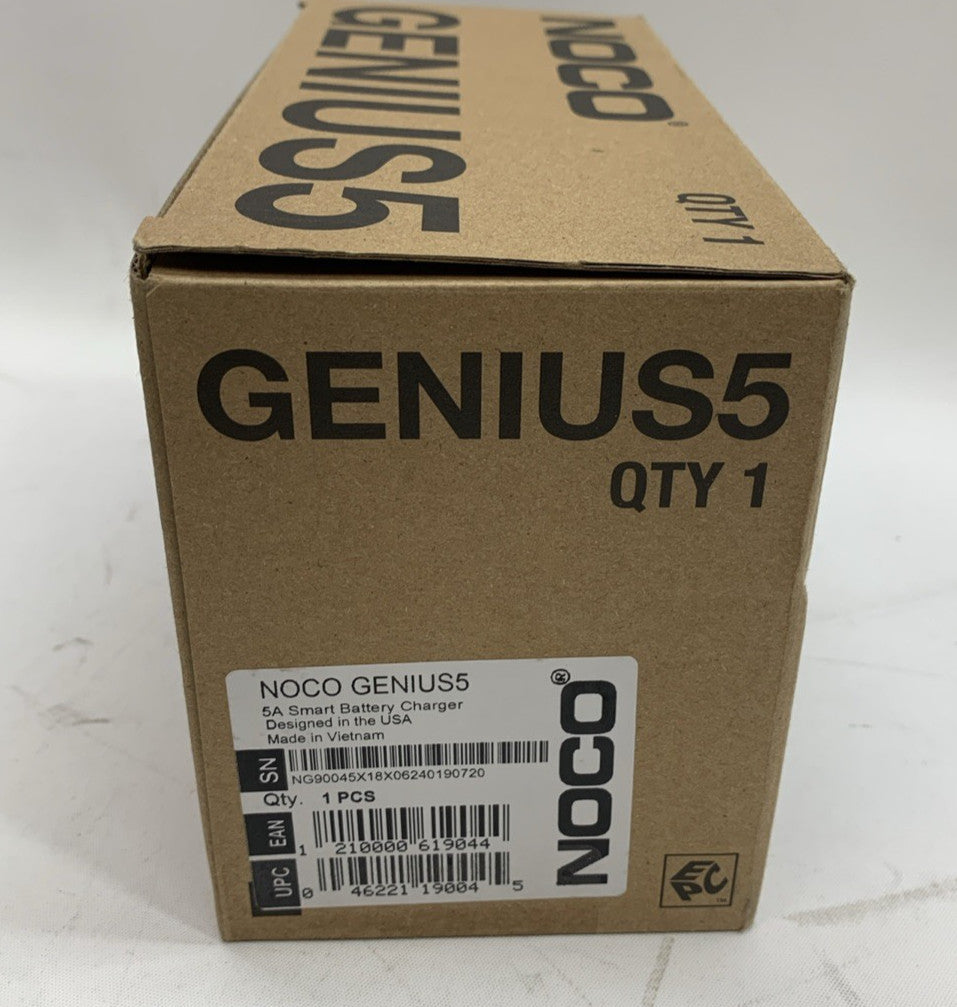 GENIUS5
NOCO®
QTY 1
GENIUS5
QTY 1
NOCO GENIUS5
5A Smart Battery Charger
Designed in the USA
Made in Vietnam
SN
NG90045X18X06240190720
Qty. 1 PCS
EAN
1 210000 619044
UPC
0 46221 19004 5
NOCO®
EPC™